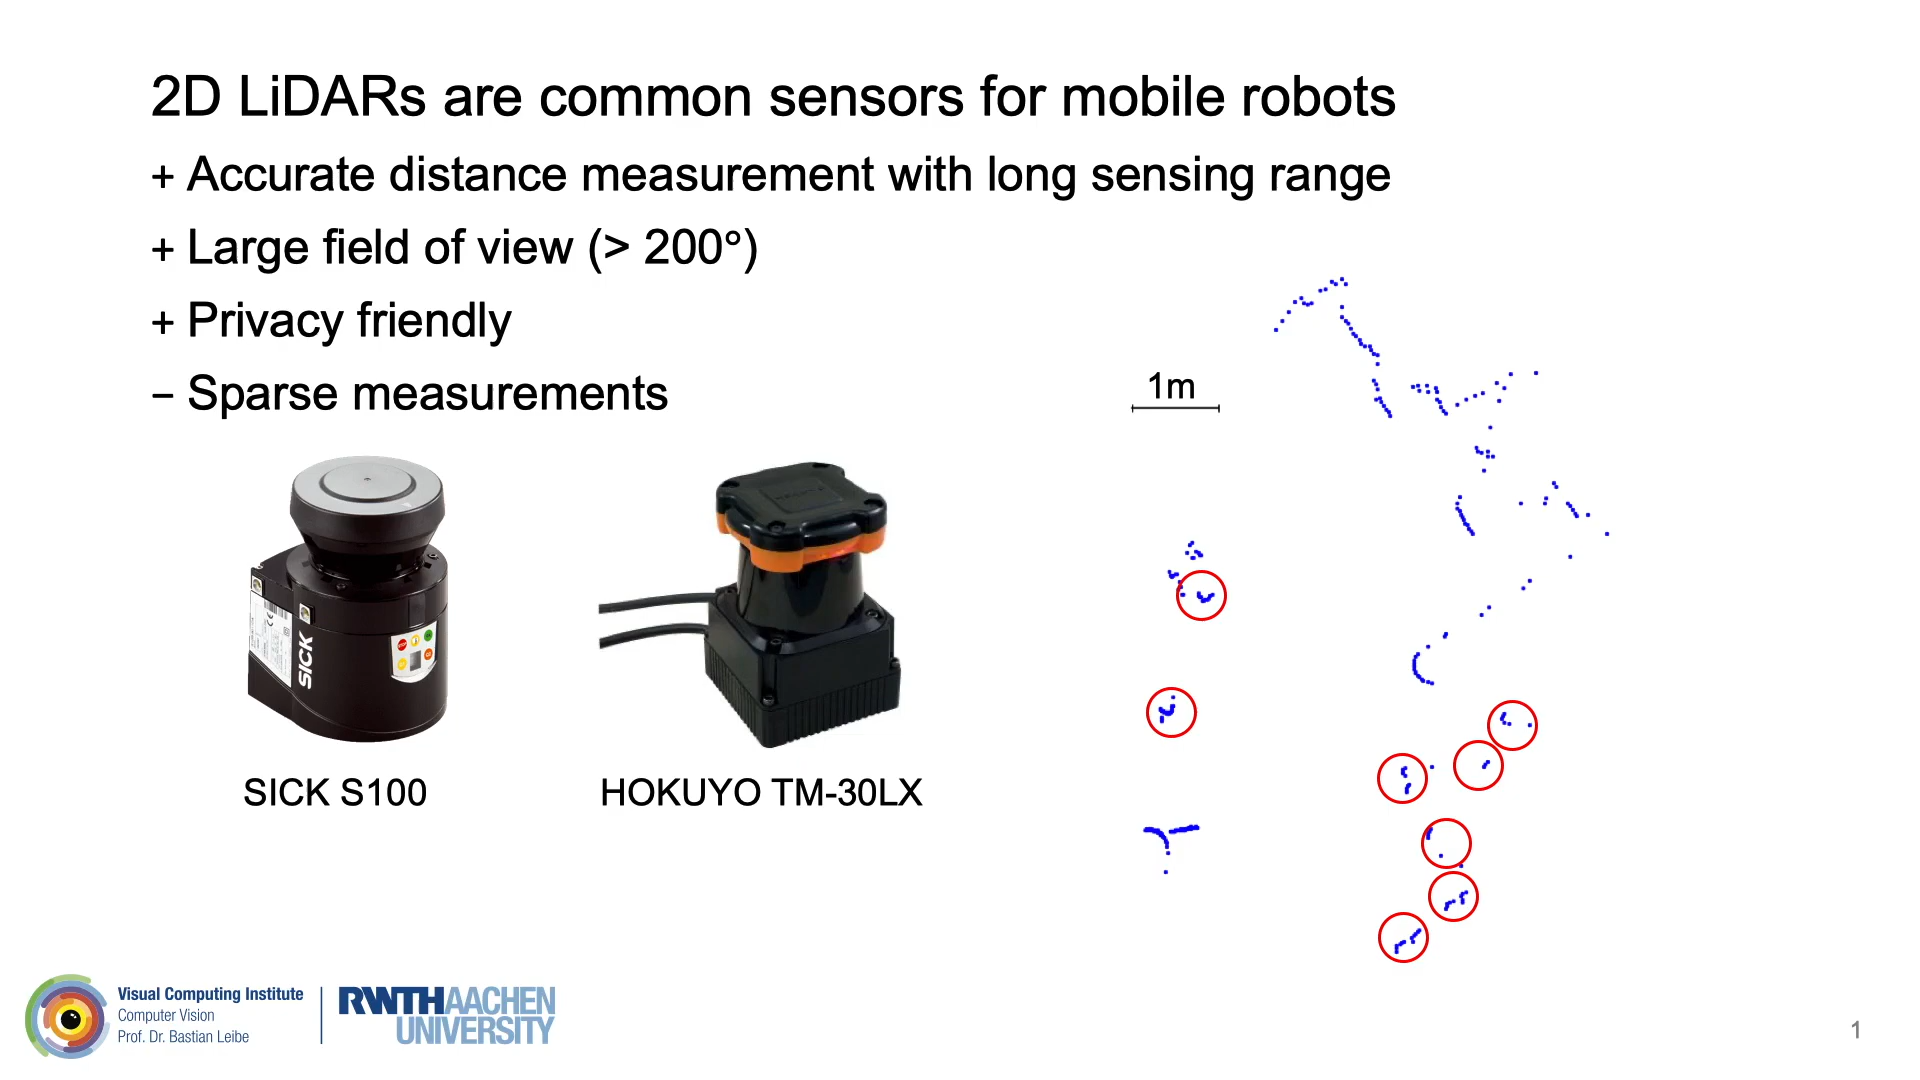 2D LiDARs are common sensors for mobile robots
+ Accurate distance measurement with long sensing range
+ Large field of view (> 200°)
+ Privacy friendly
− Sparse measurements
1m
SICK
SICK S100
HOKUYO TM-30LX
Visual Computing Institute
Computer Vision
Prof. Dr. Bastian Leibe
RWTHAACHEN
UNIVERSITY
1